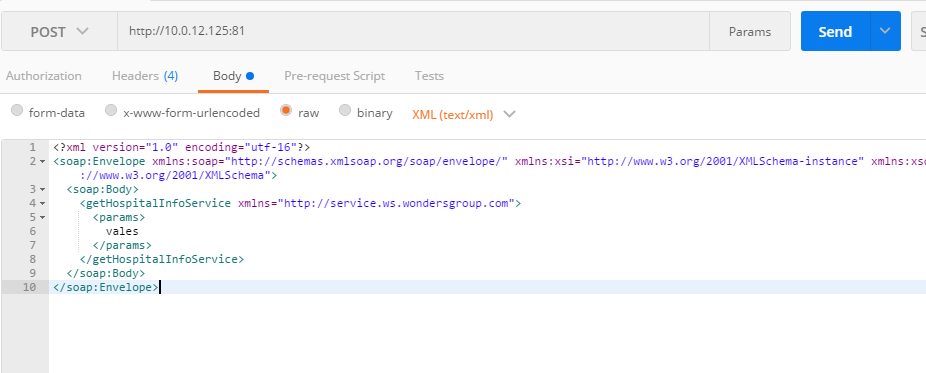 POST http://10.0.12.125:81 Params Send
Authorization Headers (4) Body Pre-request Script Tests
form-data x-www-form-urlencoded raw binary XML (text/xml)
1 <?xml version="1.0" encoding="utf-16"?>
2 <soap:Envelope xmlns:soap="http://schemas.xmlsoap.org/soap/envelope/" xmlns:xsi="http://www.w3.org/2001/XMLSchema-instance" xmlns:xsd
://www.w3.org/2001/XMLSchema">
3 <soap:Body>
4 <getHospitalInfoService xmlns="http://service.ws.wondersgroup.com">
5 <params>
6 vales
7 </params>
8 </getHospitalInfoService>
9 </soap:Body>
10 </soap:Envelope>